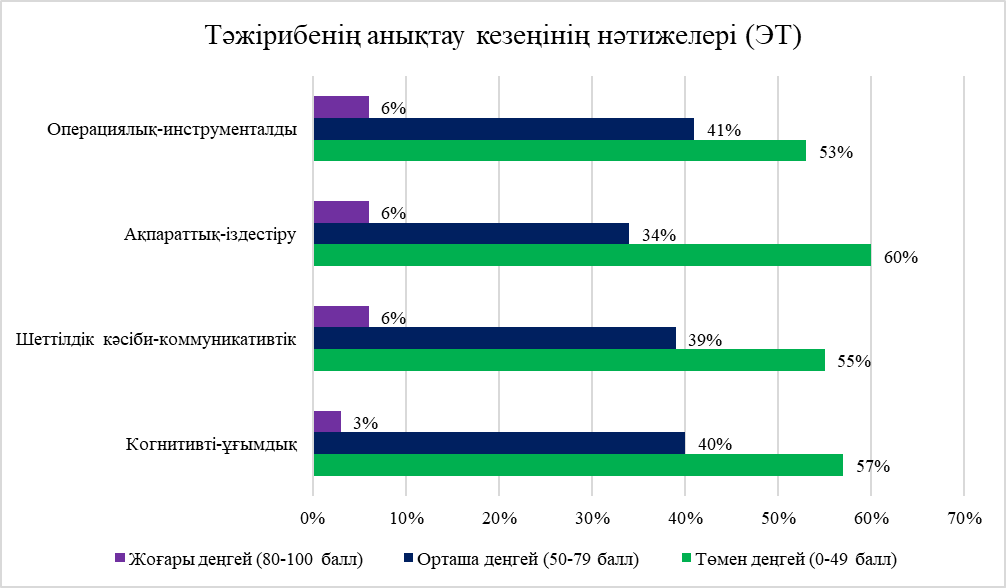 Тәжірибенің анықтау кезеңінің нәтижелері (ЭТ)
Операциялық-инструменталды
6%
41%
53%
Ақпараттық-іздестіру
6%
34%
60%
Шеттілдік кәсіби-коммуникативтік
6%
39%
55%
Когнитивті-ұғымдық
3%
40%
57%
0% 10% 20% 30% 40% 50% 60% 70%
Жоғары деңгей (80-100 балл) Орташа деңгей (50-79 балл) Төмен деңгей (0-49 балл)